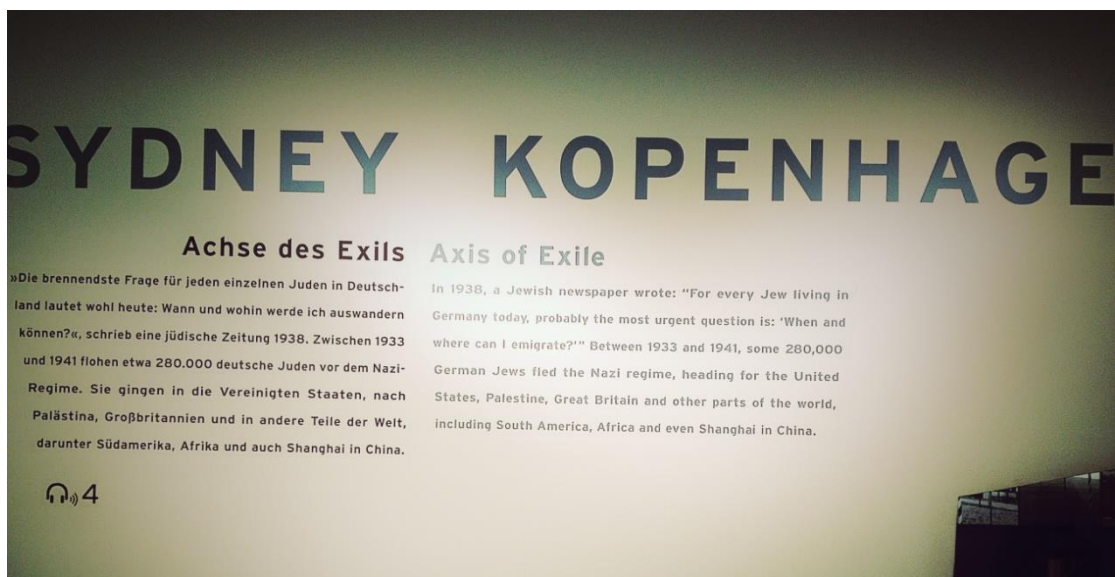 SYDNEY KOPENHAGE
Achse des Exils
»Die brennendste Frage für jeden einzelnen Juden in Deutsch-
land lautet wohl heute: Wann und wohin werde ich auswandern
können?«, schrieb eine jüdische Zeitung 1938. Zwischen 1933
und 1941 flohen etwa 280.000 deutsche Juden vor dem Nazi-
Regime. Sie gingen in die Vereinigten Staaten, nach
Palästina, Großbritannien und in andere Teile der Welt,
darunter Südamerika, Afrika und auch Shanghai in China.
4
Axis of Exile
In 1938, a Jewish newspaper wrote: “For every Jew living in
Germany today, probably the most urgent question is: ‘When and
where can I emigrate?’” Between 1933 and 1941, some 280,000
German Jews fled the Nazi regime, heading for the United
States, Palestine, Great Britain and other parts of the world,
including South America, Africa and even Shanghai in China.